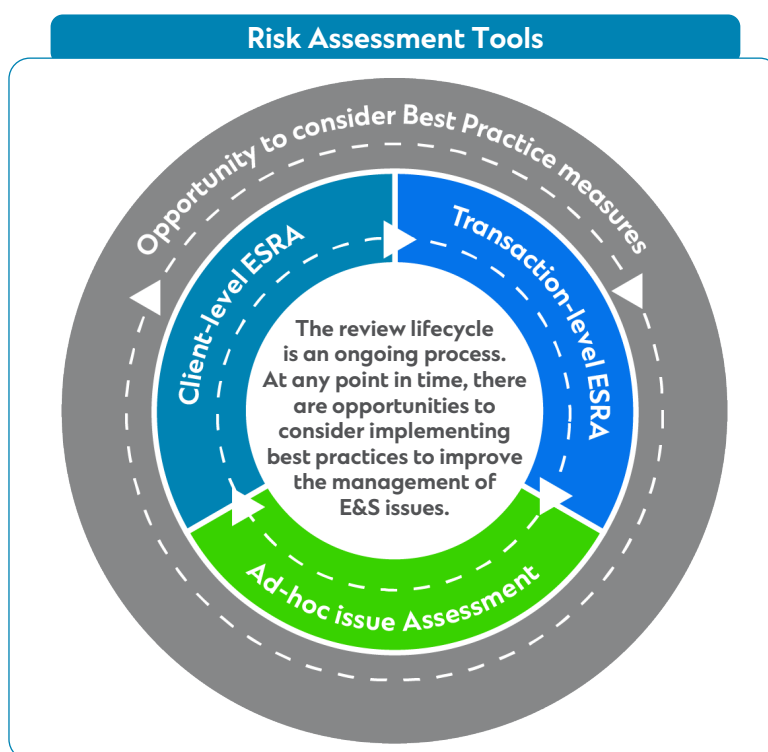 Risk Assessment Tools
Opportunity to consider Best Practice measures
Client-level ESRA
Transaction-level ESRA
The review lifecycle
is an ongoing process.
At any point in time, there
are opportunities to
consider implementing
best practices to improve
the management of
E&S issues.
Ad-hoc issue Assessment